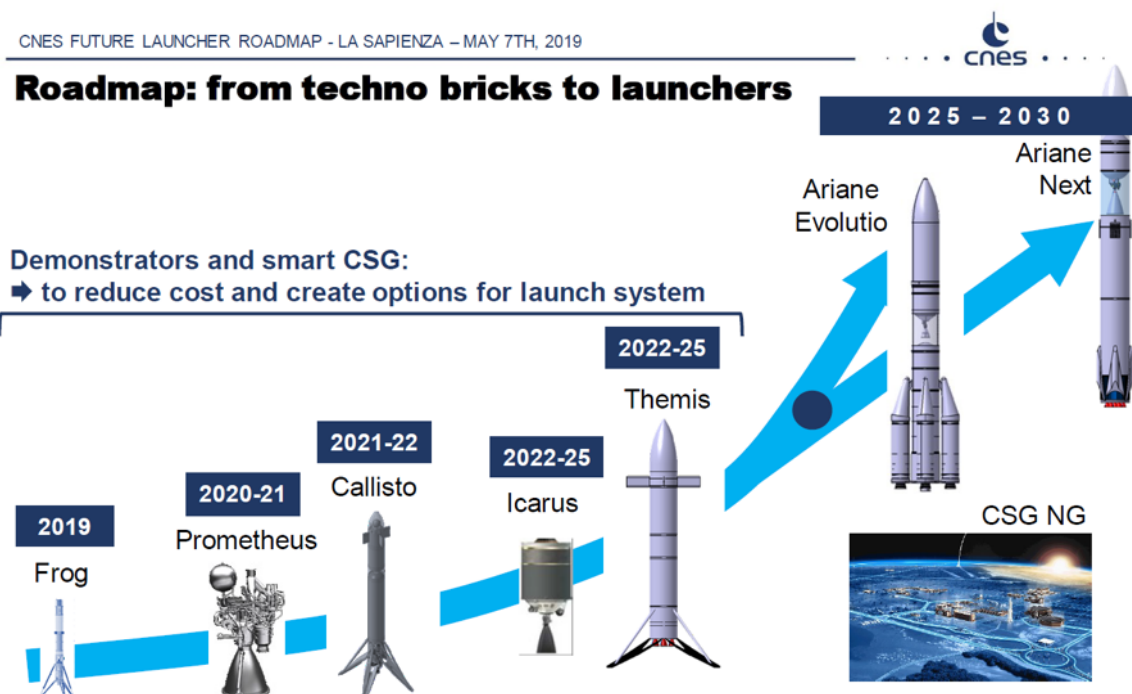 CNES FUTURE LAUNCHER ROADMAP - LA SAPIENZA – MAY 7TH, 2019
cnes
Roadmap: from techno bricks to launchers
2025 – 2030
Ariane
Next
Ariane
Evolutio
Demonstrators and smart CSG:
➡ to reduce cost and create options for launch system
2022-25
Themis
2021-22
Callisto
2022-25
Icarus
2020-21
Prometheus
2019
Frog
CSG NG